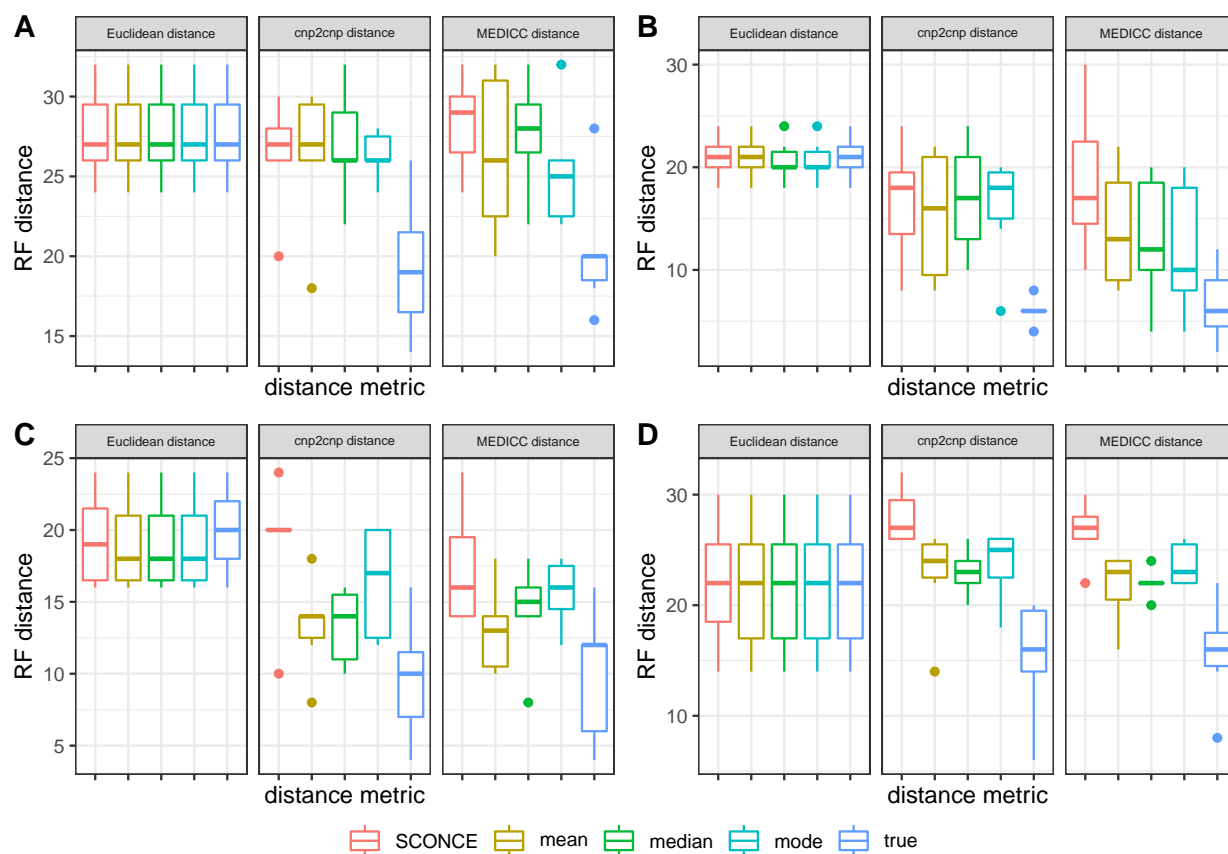 A
Euclidean distance cnp2cnp distance MEDICC distance
30
25
20
15
RF distance
distance metric
B
Euclidean distance cnp2cnp distance MEDICC distance
30
20
10
RF distance
distance metric
C
Euclidean distance cnp2cnp distance MEDICC distance
25
20
15
10
5
RF distance
distance metric
D
Euclidean distance cnp2cnp distance MEDICC distance
30
20
10
RF distance
distance metric
SCONCE mean median mode true